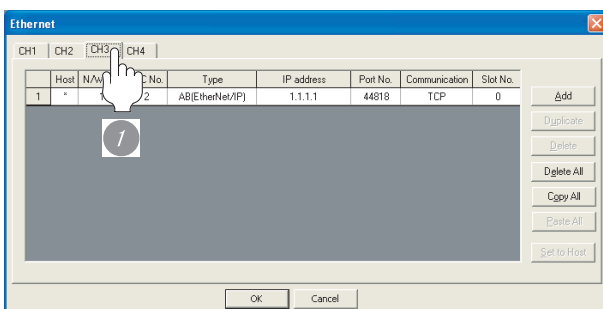 Ethernet
CH1 CH2 CH3 CH4
Host N/W C No. Type IP address Port No. Communication Slot No.
1 * 1 2 AB(EtherNet/IP) 1.1.1.1 44818 TCP 0
Add
Duplicate
Delete
Delete All
Copy All
Paste All
Set to Host
1
OK Cancel